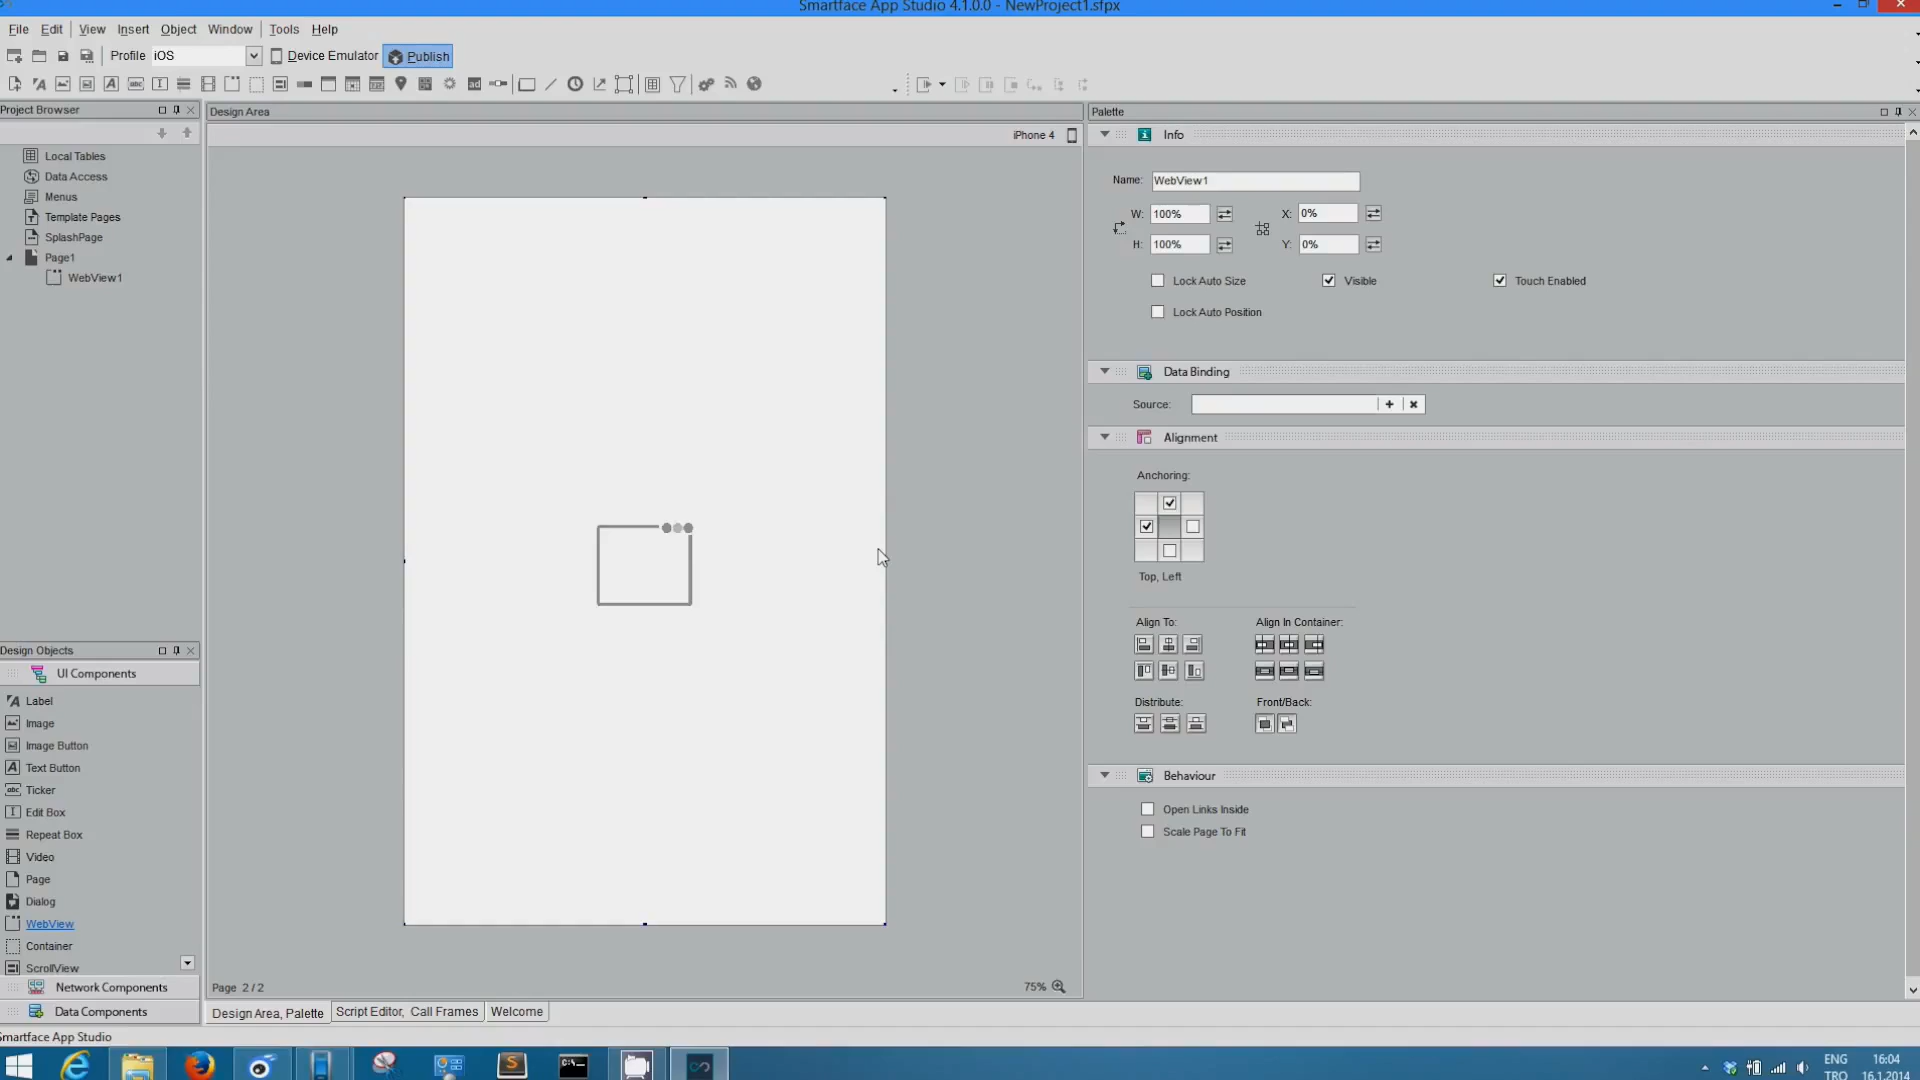 Smartface App Studio 4.1.0.0 - NewProject1.sfpx
File Edit View Insert Object Window Tools Help
Profile iOS Device Emulator Publish
Project Browser
Local Tables
Data Access
Menus
Template Pages
SplashPage
Page1
WebView1
Design Objects
UI Components
Label
Image
Image Button
Text Button
Ticker
Edit Box
Repeat Box
Video
Page
Dialog
WebView
Container
ScrollView
Network Components
Data Components
Design Area
iPhone 4
Page 2 / 2
75%
Design Area, Palette Script Editor, Call Frames Welcome
Palette
Info
Name: WebView1
W: 100% X: 0%
H: 100% Y: 0%
Lock Auto Size Visible Touch Enabled
Lock Auto Position
Data Binding
Source:
Alignment
Anchoring:
Top, Left
Align To: Align In Container:
Distribute: Front/Back:
Behaviour
Open Links Inside
Scale Page To Fit
Smartface App Studio
ENG 16:04
TRQ 16.1.2014